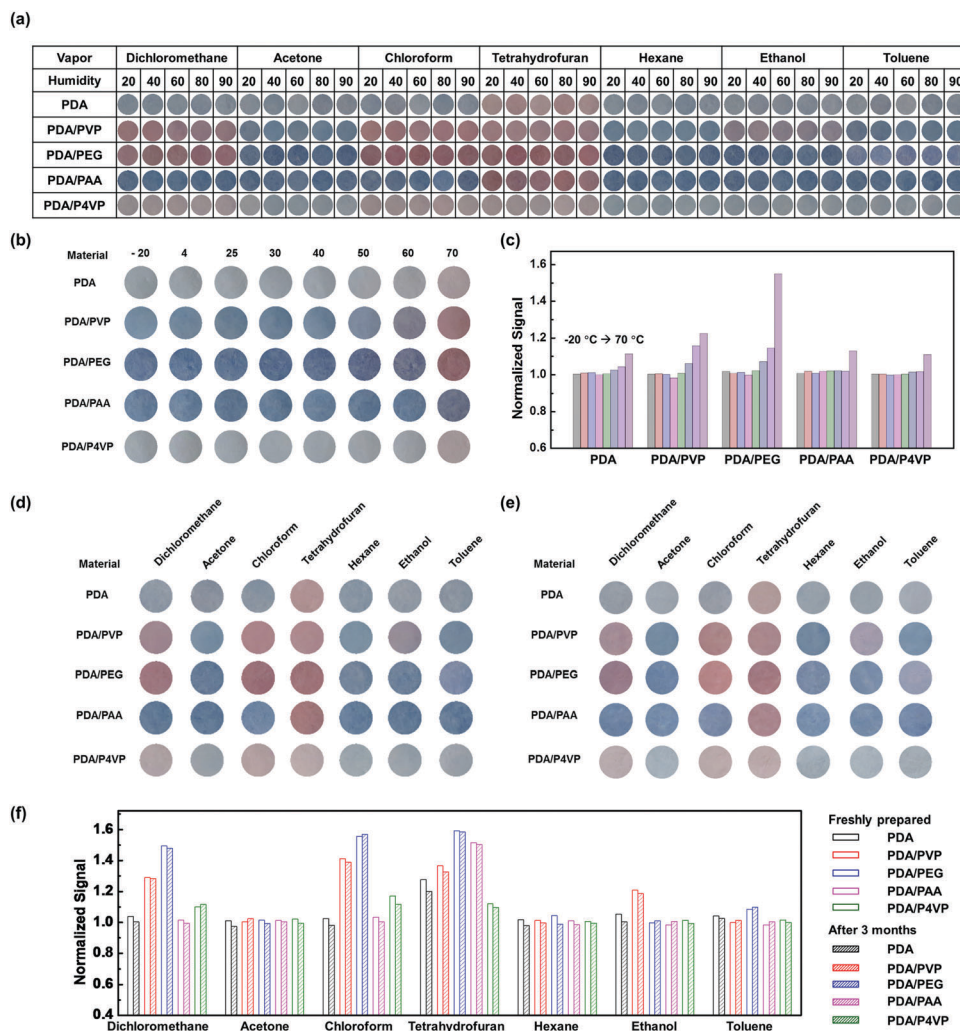 (a)
Vapor Dichloromethane Acetone Chloroform Tetrahydrofuran Hexane Ethanol Toluene
Humidity 20 40 60 80 90 20 40 60 80 90 20 40 60 80 90 20 40 60 80 90 20 40 60 80 90 20 40 60 80 90 20 40 60 80 90
PDA
PDA/PVP
PDA/PEG
PDA/PAA
PDA/P4VP
(b)
Material - 20 4 25 30 40 50 60 70
PDA
PDA/PVP
PDA/PEG
PDA/PAA
PDA/P4VP
(c)
Normalized Signal
1.6
1.4
1.2
1.0
0.8
0.6
-20 °C → 70 °C
PDA PDA/PVP PDA/PEG PDA/PAA PDA/P4VP
(d)
Material Dichloromethane Acetone Chloroform Tetrahydrofuran Hexane Ethanol Toluene
PDA
PDA/PVP
PDA/PEG
PDA/PAA
PDA/P4VP
(e)
Material Dichloromethane Acetone Chloroform Tetrahydrofuran Hexane Ethanol Toluene
PDA
PDA/PVP
PDA/PEG
PDA/PAA
PDA/P4VP
(f)
Normalized Signal
1.6
1.4
1.2
1.0
0.8
0.6
0.4
Dichloromethane Acetone Chloroform Tetrahydrofuran Hexane Ethanol Toluene
Freshly prepared
PDA
PDA/PVP
PDA/PEG
PDA/PAA
PDA/P4VP
After 3 months
PDA
PDA/PVP
PDA/PEG
PDA/PAA
PDA/P4VP